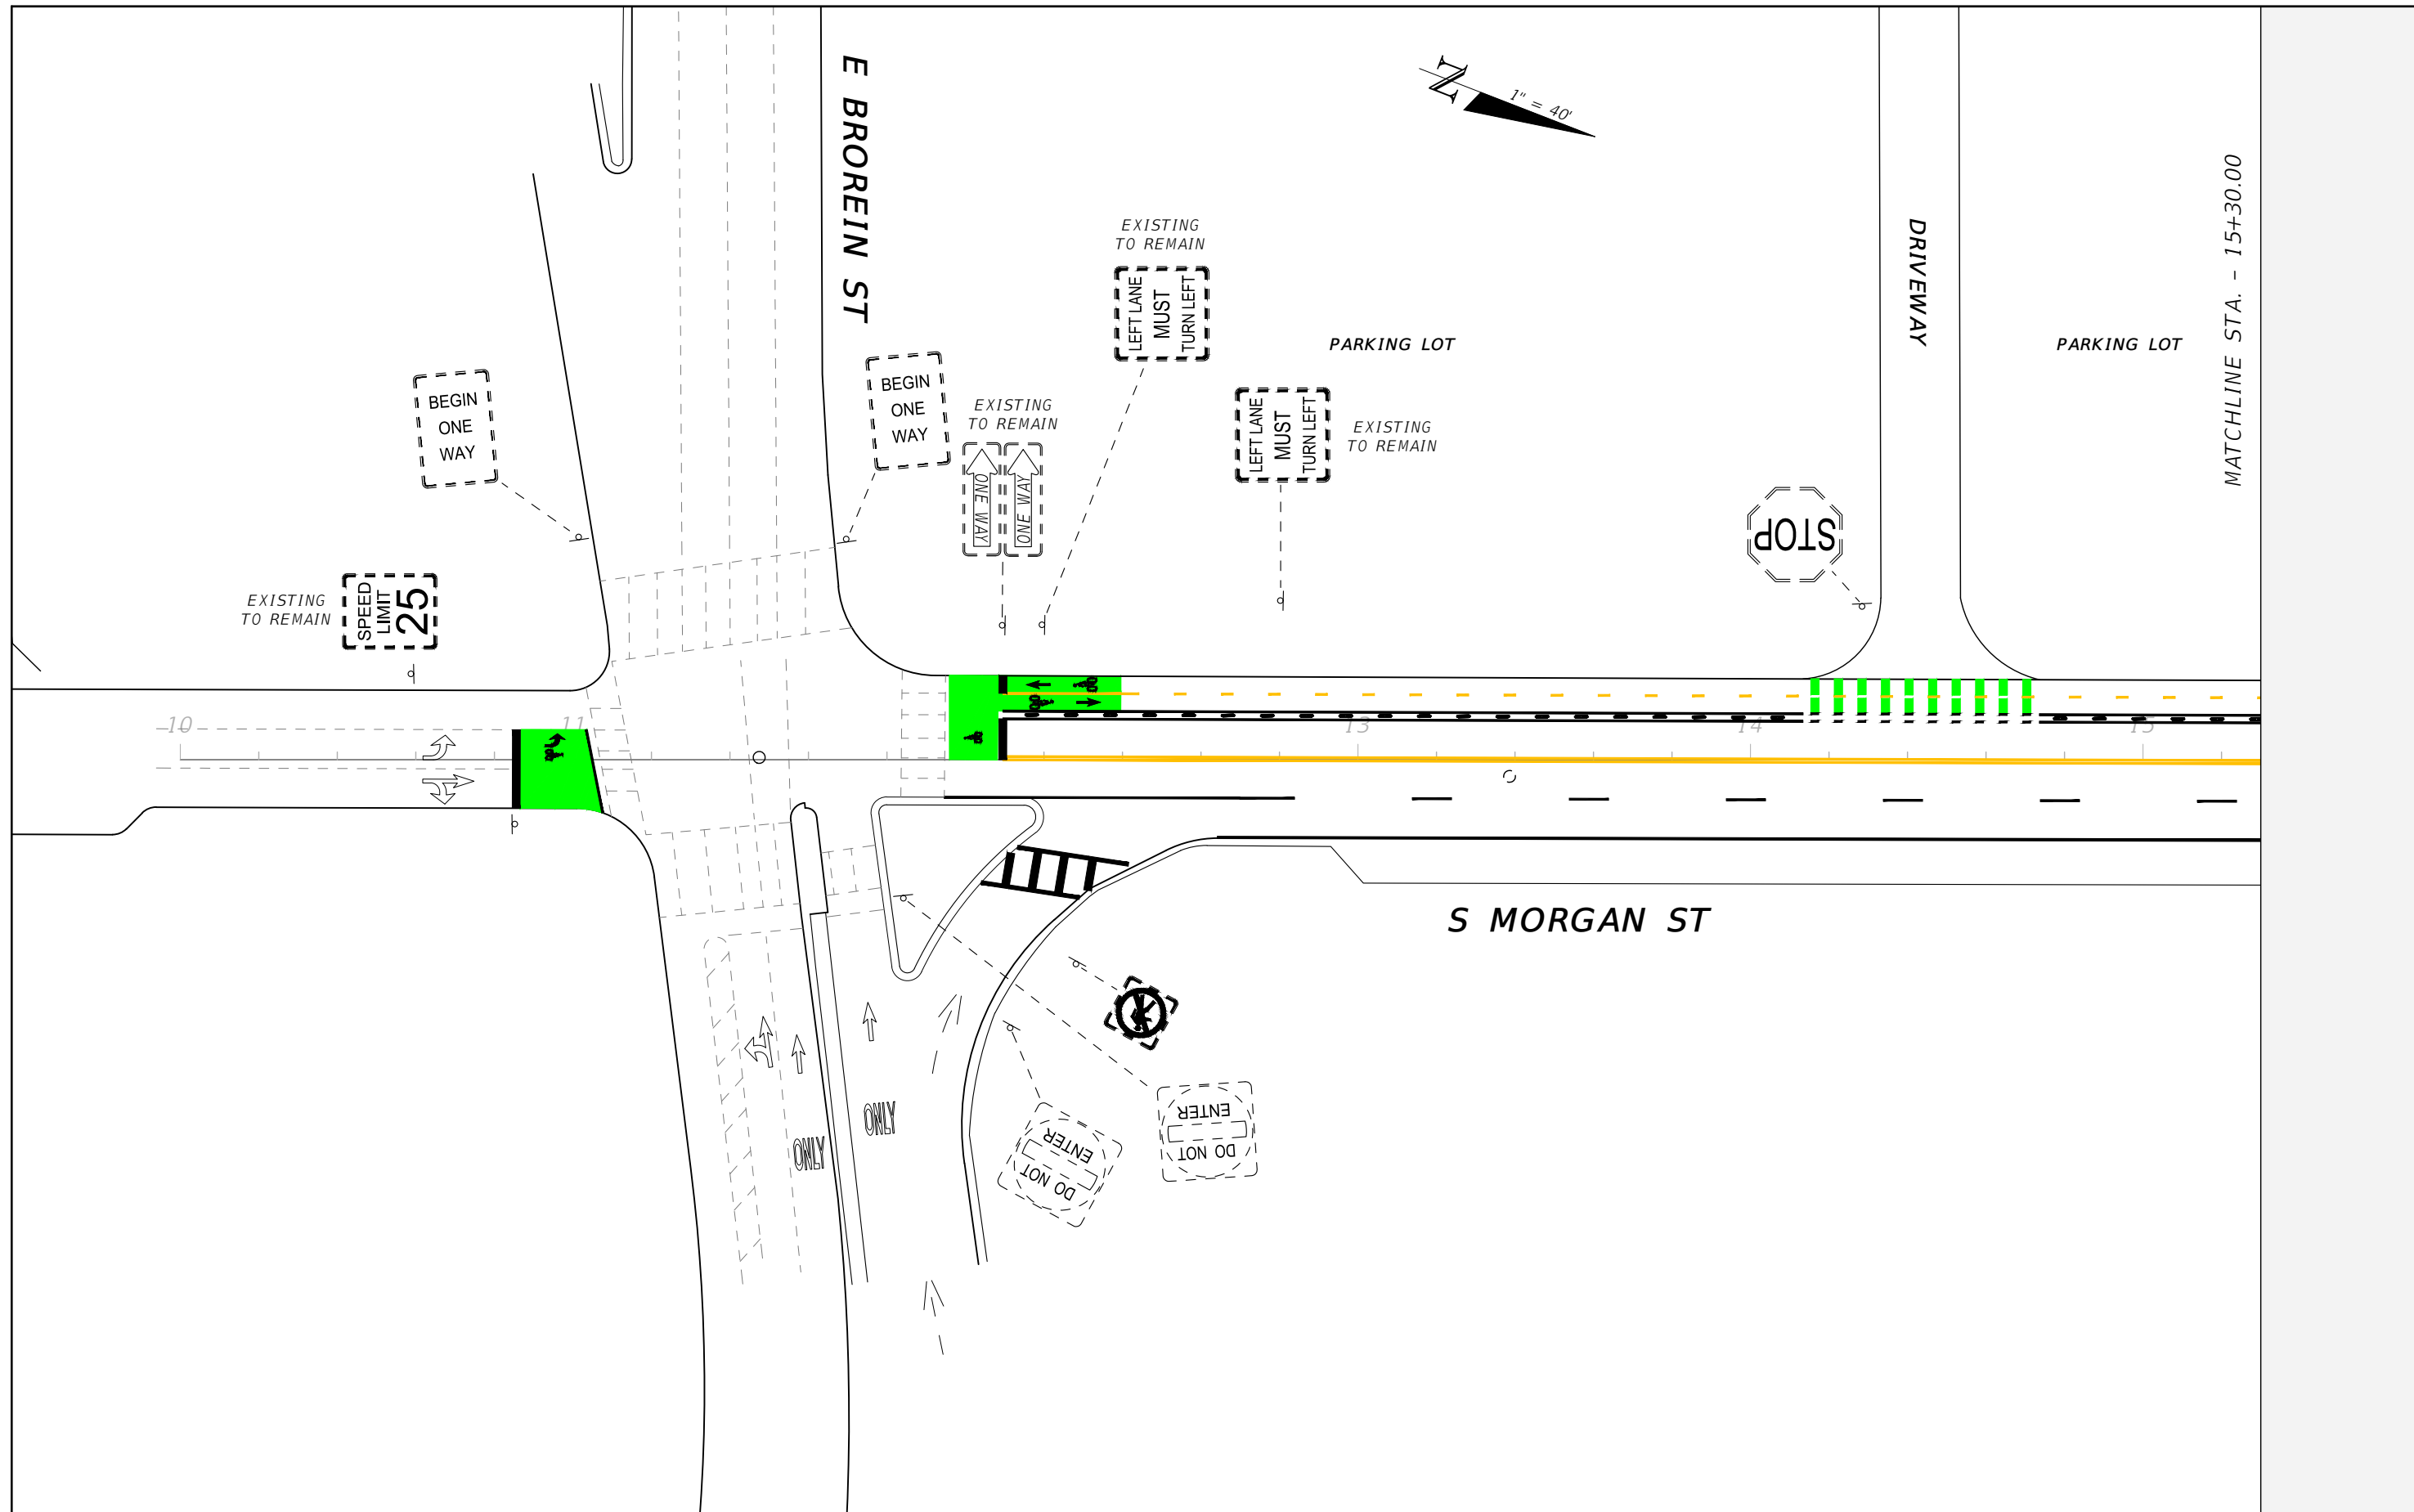 E BROREIN ST
N
1" = 40'
DRIVEWAY
MATCHLINE STA. - 15+30.00
EXISTING
TO REMAIN
LEFT LANE
MUST
TURN LEFT
PARKING LOT
PARKING LOT
BEGIN
ONE
WAY
BEGIN
ONE
WAY
EXISTING
TO REMAIN
ONE WAY
ONE WAY
LEFT LANE
MUST
TURN LEFT
EXISTING
TO REMAIN
STOP
EXISTING
TO REMAIN
SPEED
LIMIT
25
10
11
13
14
15
S MORGAN ST
ONLY
ONLY
DO NOT
ENTER
DO NOT
ENTER